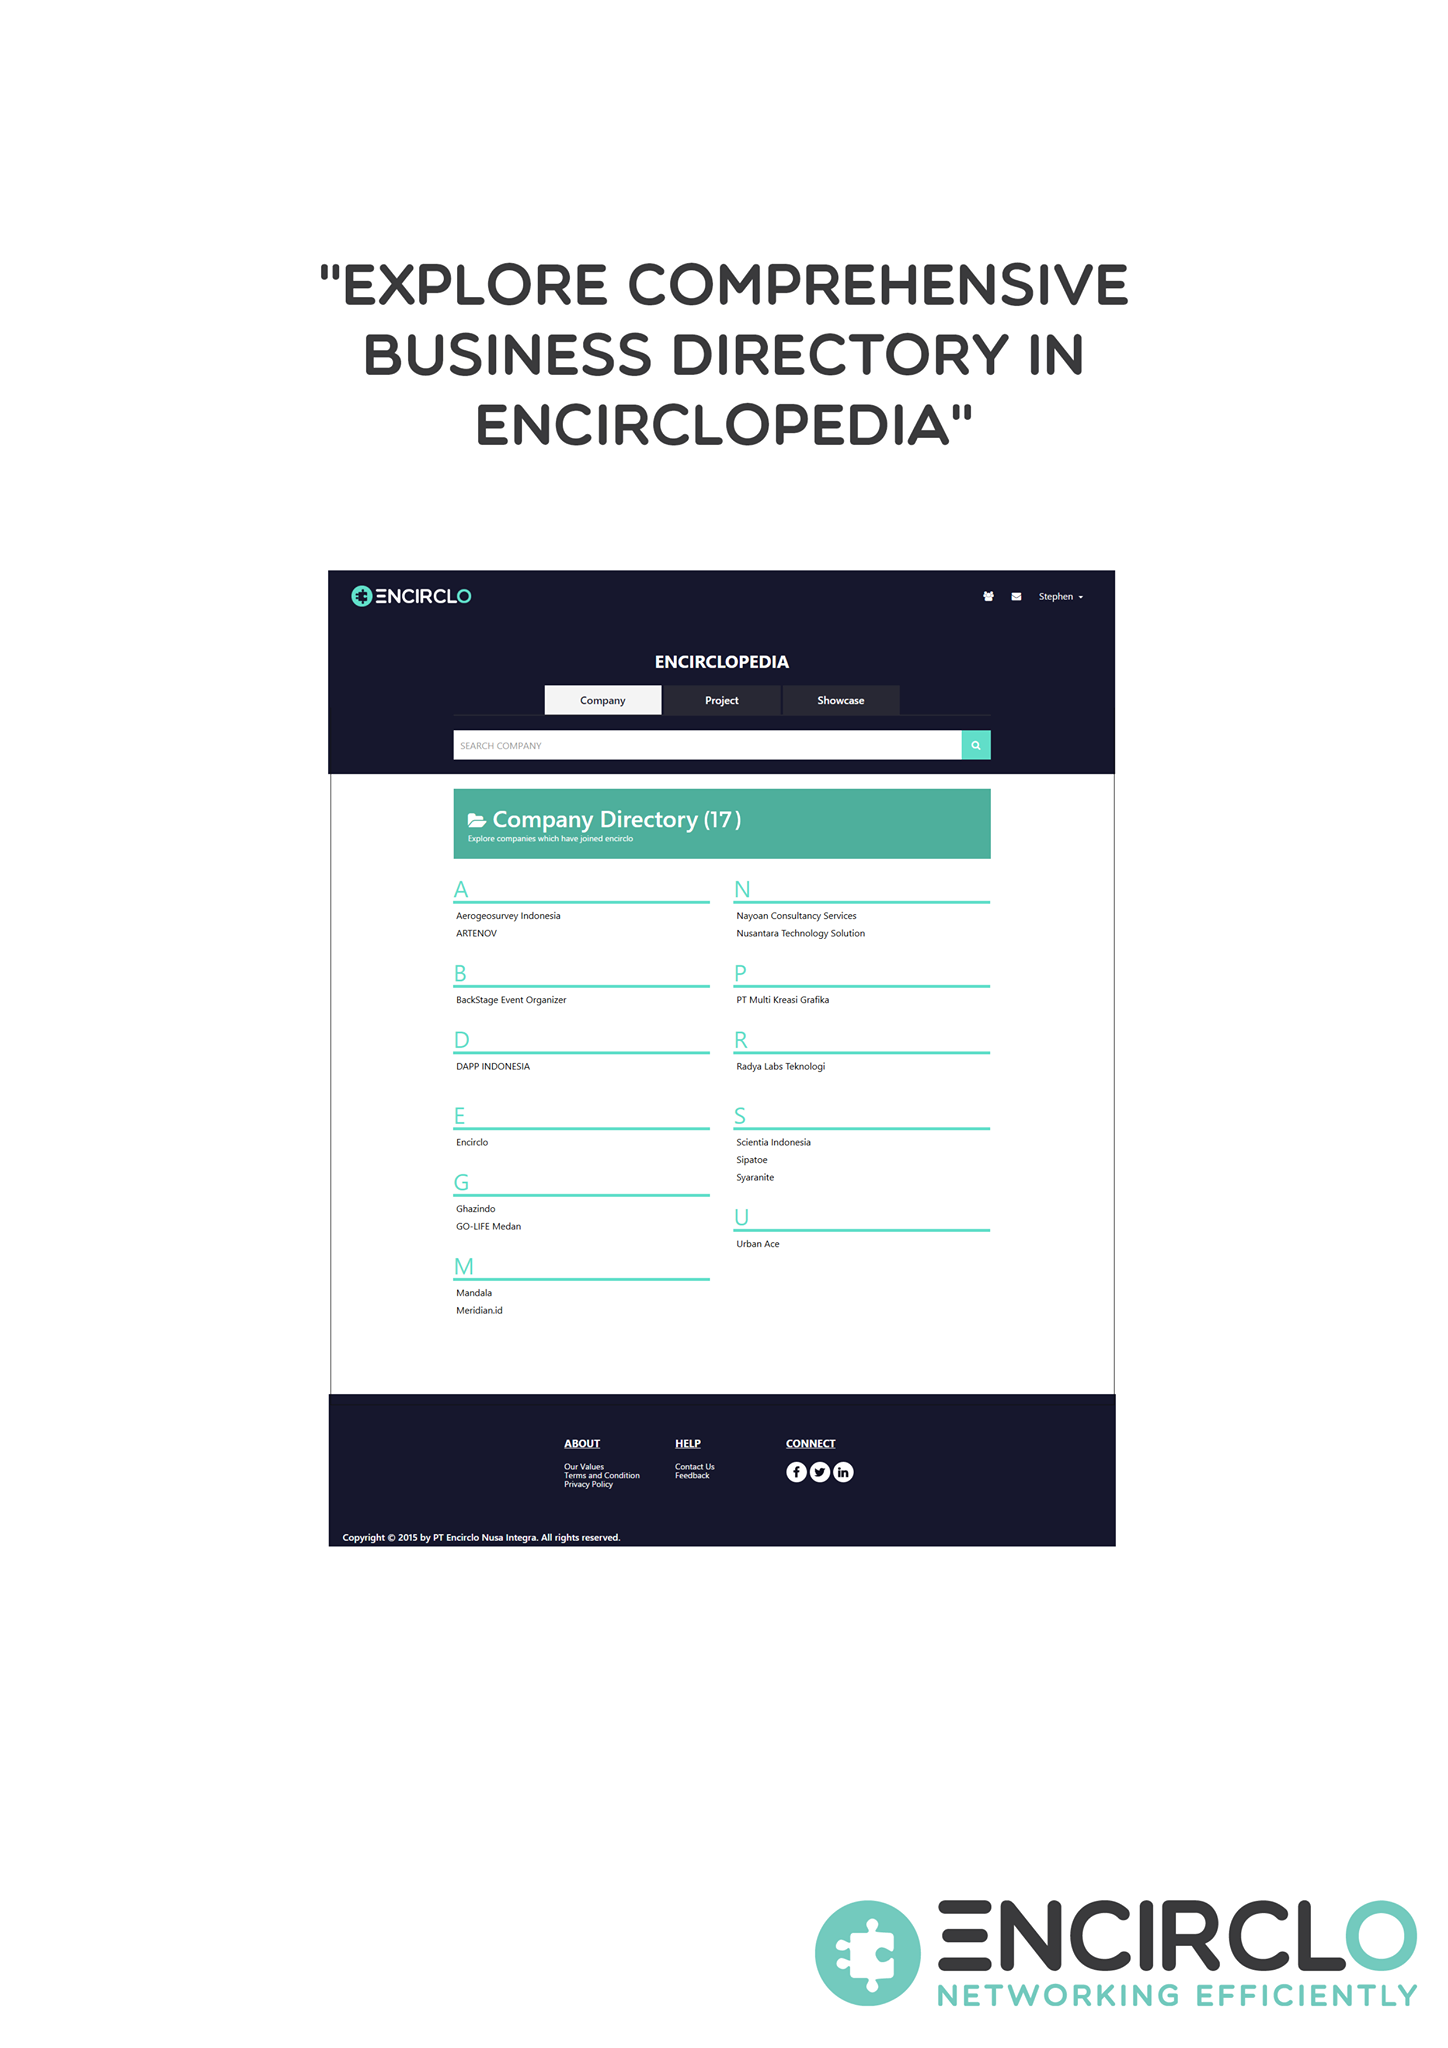 "EXPLORE COMPREHENSIVE
BUSINESS DIRECTORY IN
ENCIRCLOPEDIA"
ENCIRCLO
Stephen
ENCIRCLOPEDIA
Company
Project
Showcase
SEARCH COMPANY
Company Directory (17)
Explore companies which have joined encirclo
A
Aerogeosurvey Indonesia
ARTENOV
B
BackStage Event Organizer
D
DAPP INDONESIA
E
Encirclo
G
Ghazindo
GO-LIFE Medan
M
Mandala
Meridian.id
N
Nayoan Consultancy Services
Nusantara Technology Solution
P
PT Multi Kreasi Grafika
R
Radya Labs Teknologi
S
Scientia Indonesia
Sipatoe
Syaranite
U
Urban Ace
ABOUT
Our Values
Terms and Condition
Privacy Policy
HELP
Contact Us
Feedback
CONNECT
Copyright © 2015 by PT Encirclo Nusa Integra. All rights reserved.
ENCIRCLO
NETWORKING EFFICIENTLY